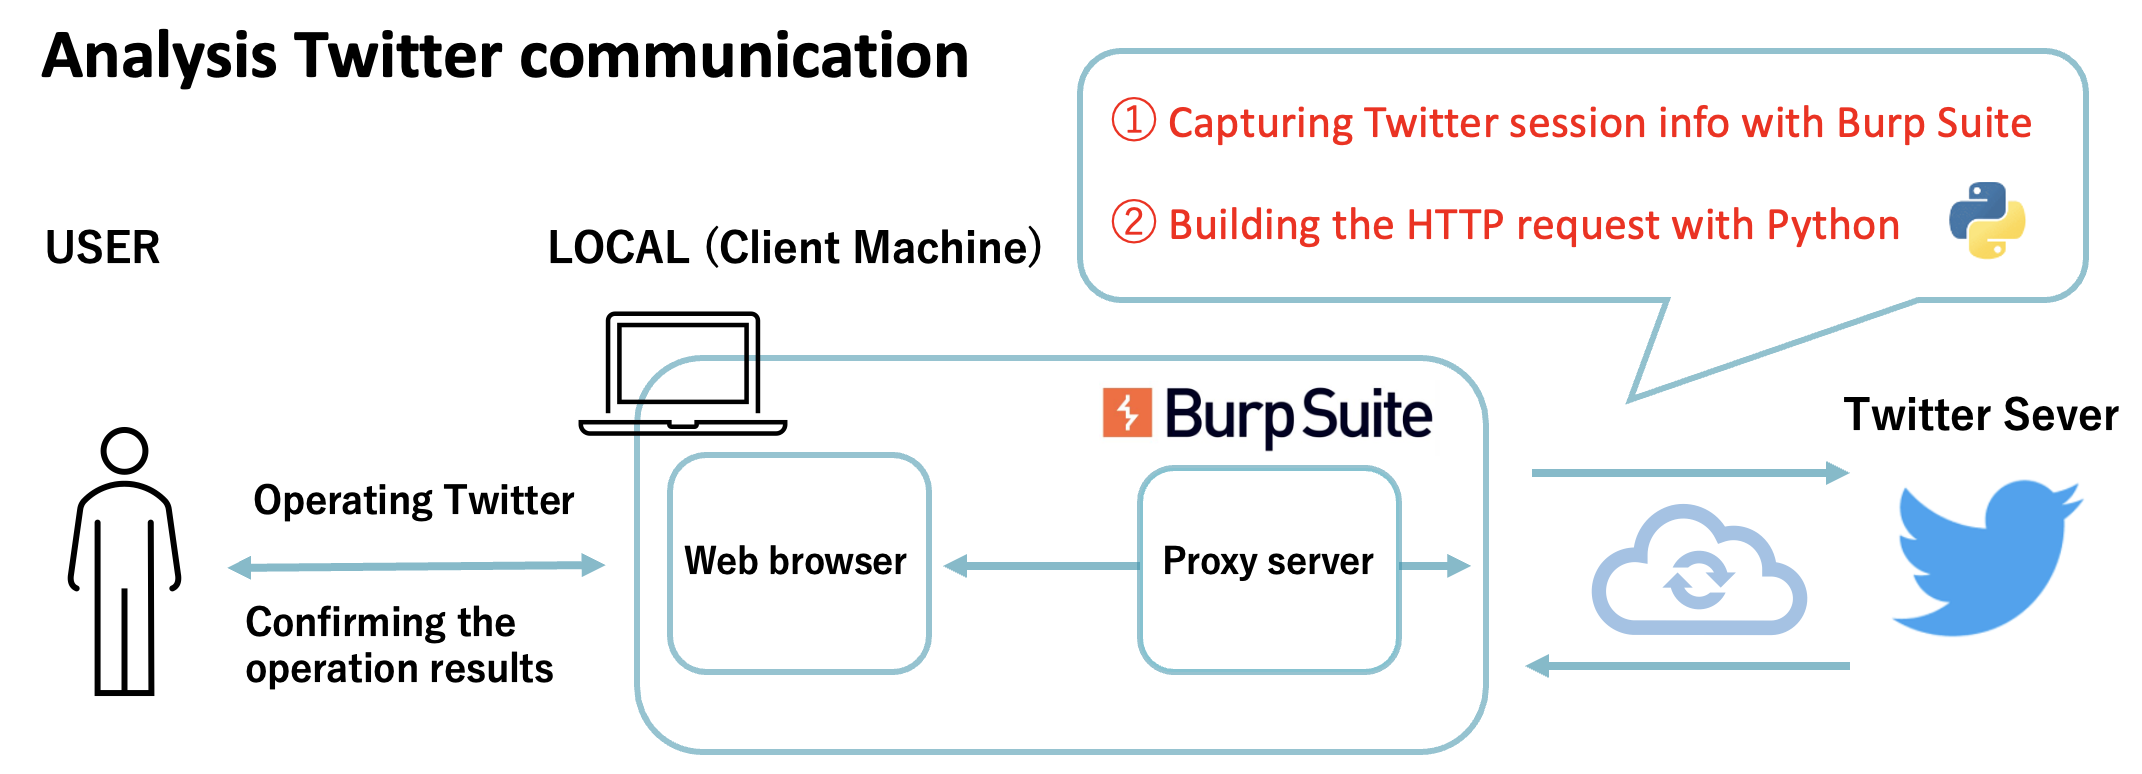 Analysis Twitter communication
① Capturing Twitter session info with Burp Suite
② Building the HTTP request with Python
USER
LOCAL (Client Machine)
Burp Suite
Twitter Sever
Operating Twitter
Confirming the
operation results
Web browser
Proxy server